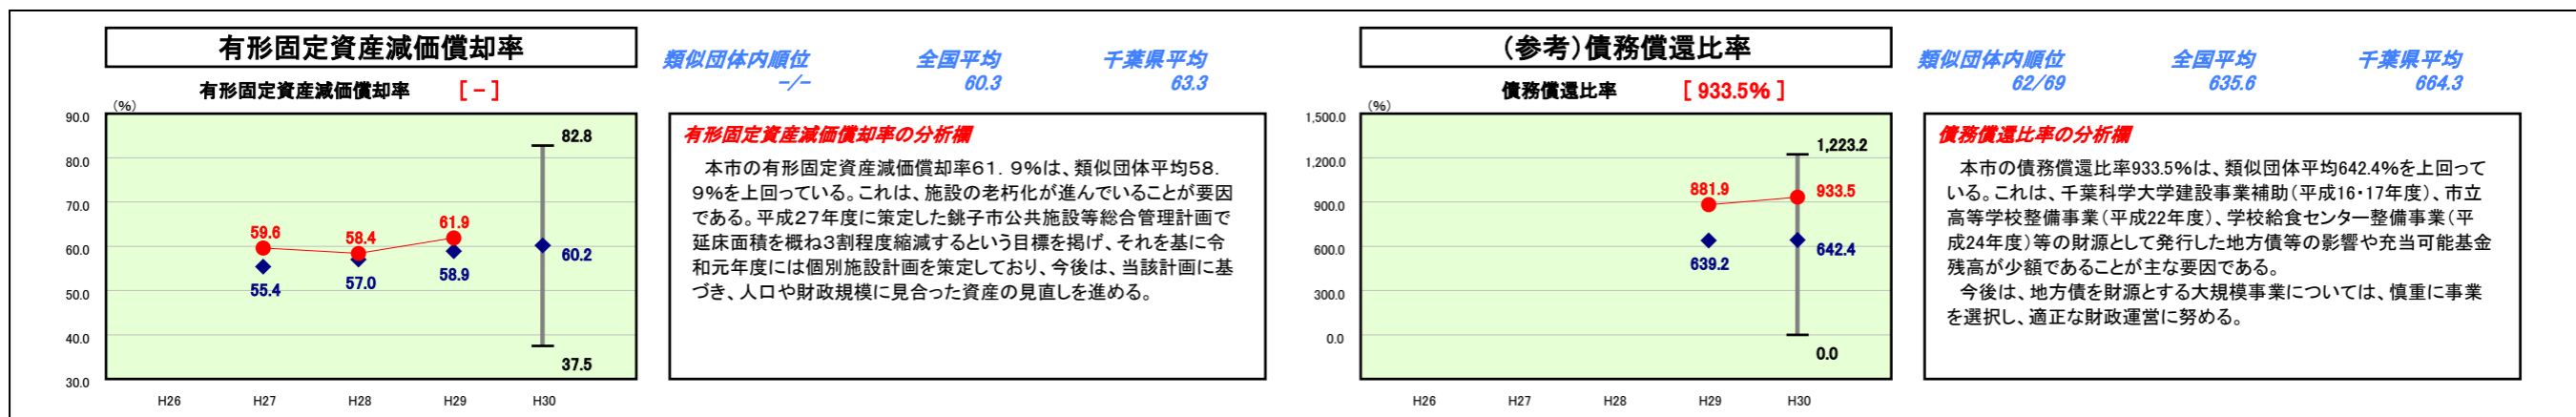 有形固定資産減価償却率
類似団体内順位
-/-
全国平均
60.3
千葉県平均
63.3
有形固定資産減価償却率 [ - ]
(%)
90.0
80.0
70.0
60.0
50.0
40.0
30.0
82.8
59.6
58.4
61.9
60.2
55.4
57.0
58.9
37.5
H26 H27 H28 H29 H30
有形固定資産減価償却率の分析欄
本市の有形固定資産減価償却率61．9%は、類似団体平均58．
9%を上回っている。これは、施設の老朽化が進んでいることが要因
である。平成27年度に策定した銚子市公共施設等総合管理計画で
延床面積を概ね3割程度縮減するという目標を掲げ、それを基に令
和元年度には個別施設計画を策定しており、今後は、当該計画に基
づき、人口や財政規模に見合った資産の見直しを進める。
(参考)債務償還比率
類似団体内順位
62/69
全国平均
635.6
千葉県平均
664.3
債務償還比率 [ 933.5% ]
(%)
1,500.0
1,200.0
900.0
600.0
300.0
0.0
1,223.2
881.9
933.5
639.2
642.4
0.0
H26 H27 H28 H29 H30
債務償還比率の分析欄
本市の債務償還比率933.5%は、類似団体平均642.4%を上回って
いる。これは、千葉科学大学建設事業補助(平成16・17年度)、市立
高等学校整備事業(平成22年度)、学校給食センター整備事業(平
成24年度)等の財源として発行した地方債等の影響や充当可能基金
残高が少額であることが主な要因である。
今後は、地方債を財源とする大規模事業については、慎重に事業
を選択し、適正な財政運営に努める。